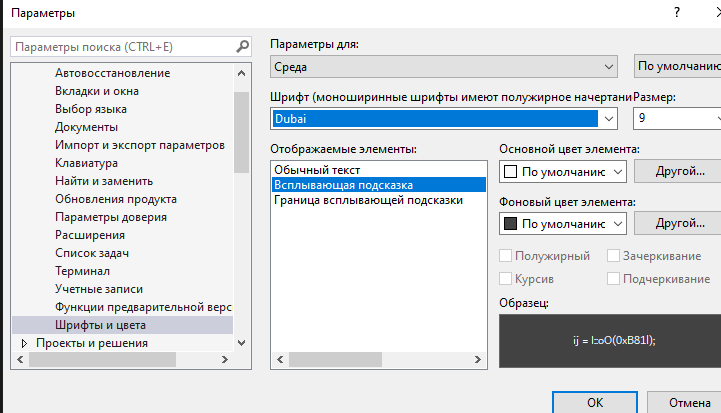 Параметры
?
Параметры поиска (CTRL+E)
Автовосстановление
Вкладки и окна
Выбор языка
Документы
Импорт и экспорт параметров
Клавиатура
Найти и заменить
Обновления продукта
Параметры доверия
Расширения
Список задач
Терминал
Учетные записи
Функции предварительной верс
Шрифты и цвета
Проекты и решения
Параметры для:
Среда
По умолчанию
Шрифт (моноширинные шрифты имеют полужирное начертани
Размер:
Dubai
9
Отображаемые элементы:
Обычный текст
Всплывающая подсказка
Граница всплывающей подсказки
Основной цвет элемента:
По умолчанию
Другой...
Фоновый цвет элемента:
По умолчанию
Другой...
Полужирный
Зачеркивание
Курсив
Подчеркивание
Образец:
ij = I::oO(0xB81l);
ОК
Отмена